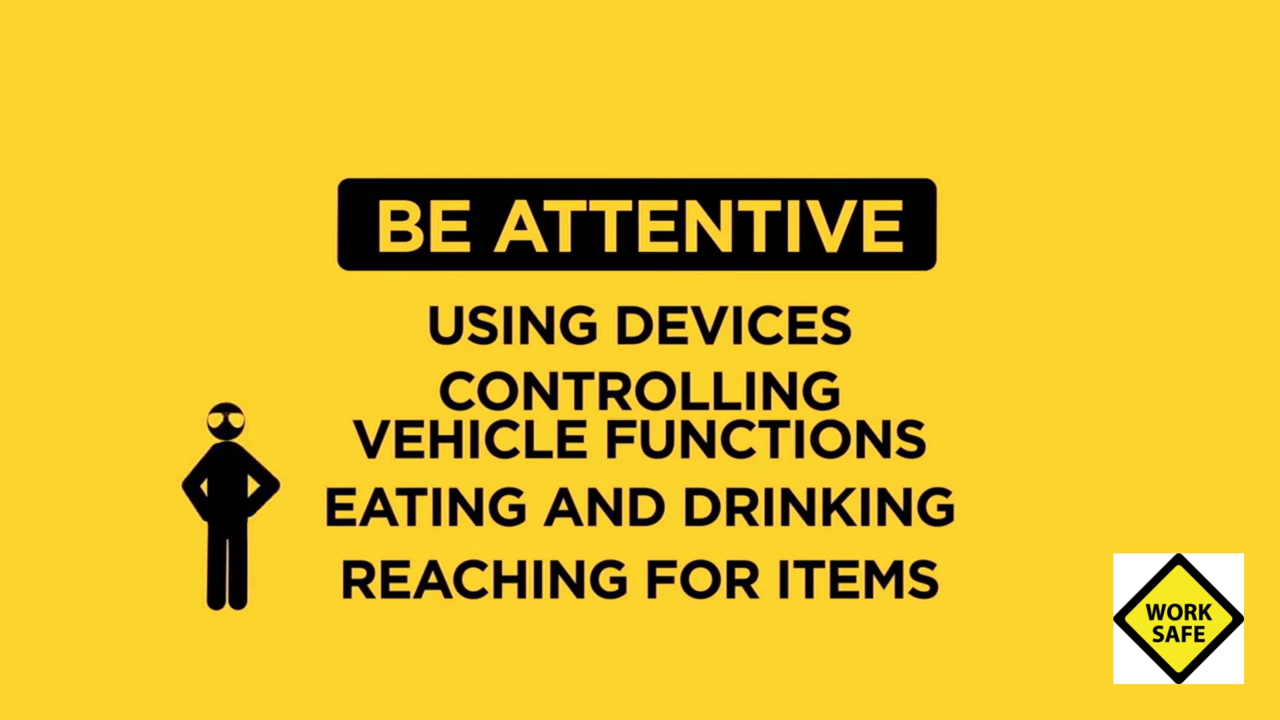 BE ATTENTIVE
USING DEVICES
CONTROLLING
VEHICLE FUNCTIONS
EATING AND DRINKING
REACHING FOR ITEMS
WORK
SAFE